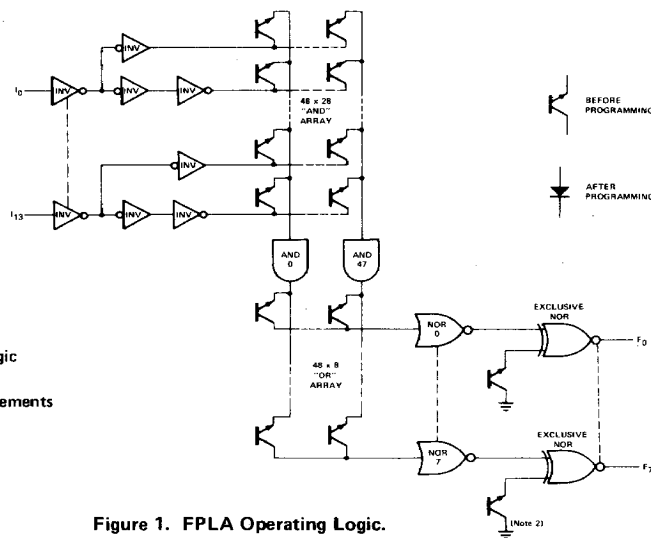 INV
I0
INV
INV
INV
48 x 28
"AND"
ARRAY
BEFORE
PROGRAMMING
INV
I13
INV
INV
INV
AFTER
PROGRAMMING
AND
0
AND
47
EXCLUSIVE
NOR
NOR
0
F0
gic
48 x 8
"OR"
ARRAY
ements
EXCLUSIVE
NOR
NOR
7
F7
(Note 2)
Figure 1. FPLA Operating Logic.